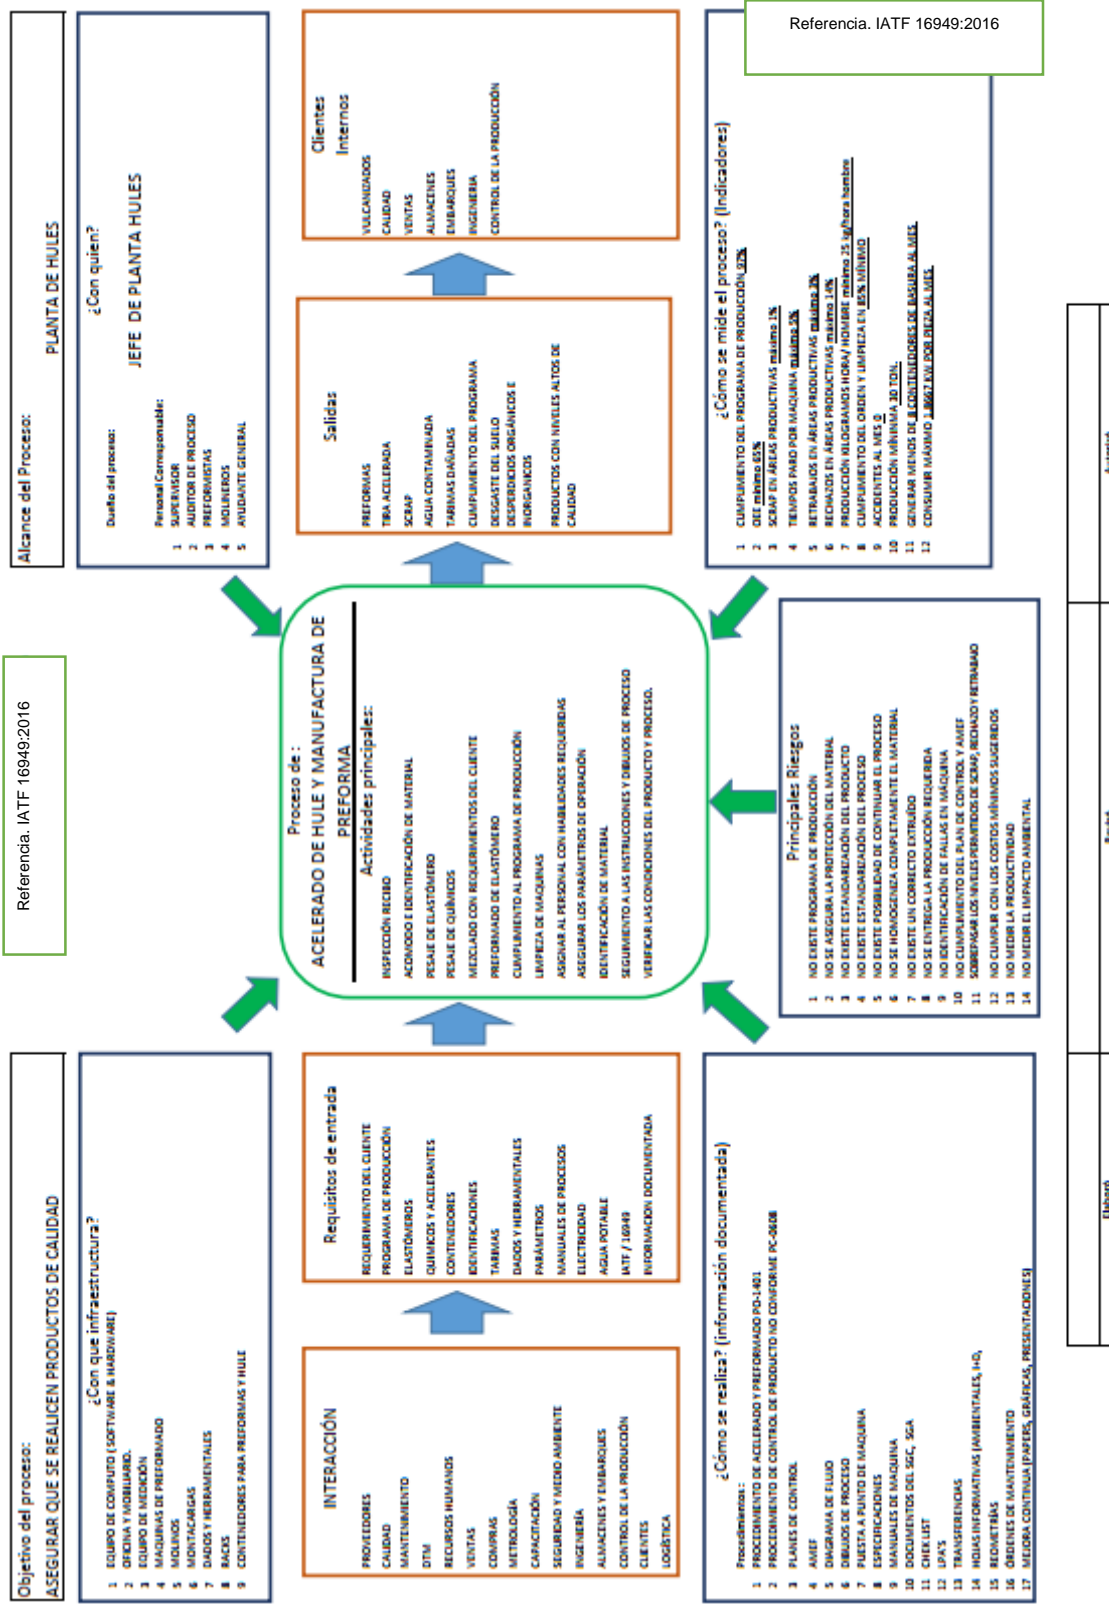 Referencia. IATF 16949:2016
Referencia. IATF 16949:2016
Objetivo del proceso:
ASEGURAR QUE SE REALICEN PRODUCTOS DE CALIDAD
Alcance del Proceso:
PLANTA DE HULES
¿Con que infraestructura?
1 EQUIPO DE COMPUTO (SOFTWARE & HARDWARE)
2 OFICINA Y MOBILIARIO.
3 EQUIPO DE MEDICIÓN
4 MAQUINAS DE PREFORMADO
5 MOLINOS
6 MONTACARGAS
7 DADOS Y HERRAMENTALES
8 RACKS
9 CONTENEDORES PARA PREFORMAS Y HULE
¿Con quien?
Dueño del proceso:
JEFE DE PLANTA HULES
Personal Corresponsable:
1 SUPERVISOR
2 AUDITOR DE PROCESO
3 PREFORMISTAS
4 MOLINEROS
5 AYUDANTE GENERAL
INTERACCIÓN
PROVEEDORES
CALIDAD
MANTENIMIENTO
DTM
RECURSOS HUMANOS
VENTAS
COMPRAS
METROLOGÍA
CAPACITACIÓN
SEGURIDAD Y MEDIO AMBIENTE
INGENIERÍA
ALMACENES Y EMBARQUES
CONTROL DE LA PRODUCCIÓN
CLIENTES
LOGÍSTICA
Requisitos de entrada
REQUERIMIENTO DEL CLIENTE
PROGRAMA DE PRODUCCIÓN
ELASTÓMEROS
QUIMICOS Y ACELERANTES
CONTENEDORES
IDENTIFICACIONES
TARIMAS
DADOS Y HERRAMENTALES
PARÁMETROS
MANUALES DE PROCESOS
ELECTRICIDAD
AGUA POTABLE
IATF / 16949
INFORMACION DOCUMENTADA
Proceso de :
ACELERADO DE HULE Y MANUFACTURA DE
PREFORMA
Actividades principales:
INSPECCIÓN RECIBO
ACOMODO E IDENTIFICACIÓN DE MATERIAL
PESAJE DE ELASTÓMERO
PESAJE DE QUÍMICOS
MEZCLADO CON REQUERIMIENTOS DEL CLIENTE
PREFORMADO DE ELASTÓMERO
CUMPLIMIENTO AL PROGRAMA DE PRODUCCIÓN
LIMPIEZA DE MAQUINAS
ASIGNAR AL PERSONAL CON HABILIDADES REQUERIDAS
ASEGURAR LOS PARÁMETROS DE OPERACIÓN
IDENTIFICACIÓN DE MATERIAL
SEGUIMIENTO A LAS INSTRUCCIONES Y DIBUJOS DE PROCESO
VERIFICAR LAS CONDICIONES DEL PRODUCTO Y PROCESO.
Salidas
PREFORMAS
TIRA ACELERADA
SCRAP
AGUA CONTAMINADA
TARIMAS DAÑADAS
CUMPLIMIENTO DEL PROGRAMA
DESGASTE DEL SUELO
DESPERDICIOS ORGÁNICOS E
INORGANICOS
PRODUCTOS CON NIVELES ALTOS DE
CALIDAD
Clientes
Internos
VULCANIZADOS
CALIDAD
VENTAS
ALMACENES
EMBARQUES
INGENIERIA
CONTROL DE LA PRODUCCIÓN
¿Cómo se realiza? (información documentada)
Procedimientos :
1 PROCEDIMIENTO DE ACELERADO Y PREFORMADO PO-1401
2 PROCEDIMIENTO DE CONTROL DE PRODUCTO NO CONFORME PC-0608
3 PLANES DE CONTROL
4 AMEF
5 DIAGRAMA DE FLUJO
6 DIBUJOS DE PROCESO
7 PUESTA A PUNTO DE MAQUINA
8 ESPECIFICACIONES
9 MANUALES DE MAQUINA
10 DOCUMENTOS DEL SGC, SGA
11 CHEK LIST
12 LPA'S
13 TRANSFERENCIAS
14 HOJAS INFORMATIVAS (AMBIENTALES, I+D,
15 REOMETRÍAS
16 ÓRDENES DE MANTENIMIENTO
17 MEJORA CONTINUA (PAPERS, GRÁFICAS, PRESENTACIONES)
Principales Riesgos
1 NO EXISTE PROGRAMA DE PRODUCCIÓN
2 NO SE ASEGURA LA PROTECCIÓN DEL MATERIAL
3 NO EXISTE ESTANDARIZACIÓN DEL PRODUCTO
4 NO EXISTE ESTANDARIZACIÓN DEL PROCESO
5 NO EXISTE POSIBILIDAD DE CONTINUAR EL PROCESO
6 NO SE HOMOGENIZA COMPLETAMENTE EL MATERIAL
7 NO EXISTE UN CORRECTO EXTRUÍDO
8 NO SE ENTREGA LA PRODUCCIÓN REQUERIDA
9 NO IDENTIFICACIÓN DE FALLAS EN MÁQUINA
10 NO CUMPLIMIENTO DEL PLAN DE CONTROL Y AMEF
11 SOBREPASAR LOS NIVELES PERMITIDOS DE SCRAP, RECHAZO Y RETRABAJO
12 NO CUMPLIR CON LOS COSTOS MÍNIMOS SUGERIDOS
13 NO MEDIR LA PRODUCTIVIDAD
14 NO MEDIR EL IMPACTO AMBIENTAL
¿Cómo se mide el proceso? (Indicadores)
1 CUMPLIMIENTO DEL PROGRAMA DE PRODUCCIÓN 97%
2 OEE mínimo 65%
3 SCRAP EN ÁREAS PRODUCTIVAS máximo 1%
4 TIEMPOS PARO POR MAQUINA máximo 5%
5 RETRABAJOS EN ÁREAS PRODUCTIVAS máximo 2%
6 RECHAZOS EN ÁREAS PRODUCTIVAS máximo 14%
7 PRODUCCIÓN KILOGRAMOS HORA/ HOMBRE mínimo 25 kg/hora hombre
8 CUMPLIMIENTO DEL ORDEN Y LIMPIEZA EN 85% MÍNIMO
9 ACCIDENTES AL MES 0
10 PRODUCCIÓN MÍNINMA 30 TON.
11 GENERAR MENOS DE 8 CONTENEDORES DE BASURA AL MES
12 CONSUMIR MÁXIMO 1.8667 KW POR PIEZA AL MES